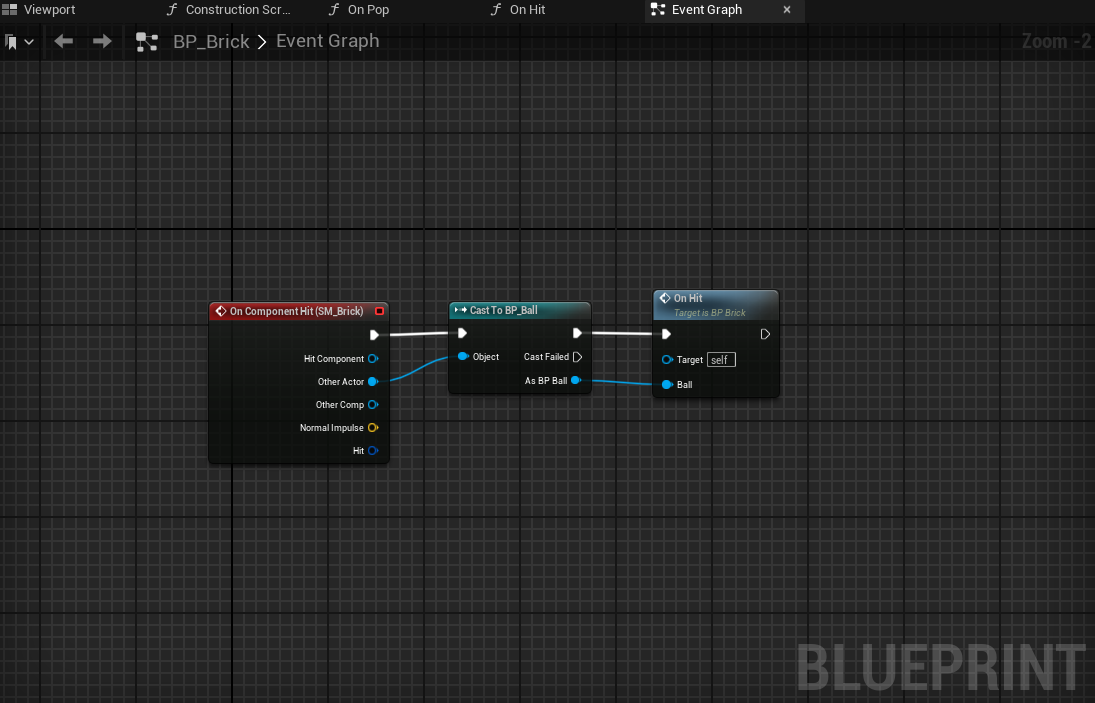 Viewport
Construction Scr...
On Pop
On Hit
Event Graph
BP_Brick > Event Graph
Zoom -2
On Component Hit (SM_Brick)
Hit Component
Other Actor
Other Comp
Normal Impulse
Hit
Cast To BP_Ball
Object
Cast Failed
As BP Ball
On Hit
Target is BP Brick
Target self
Ball
BLUEPRINT